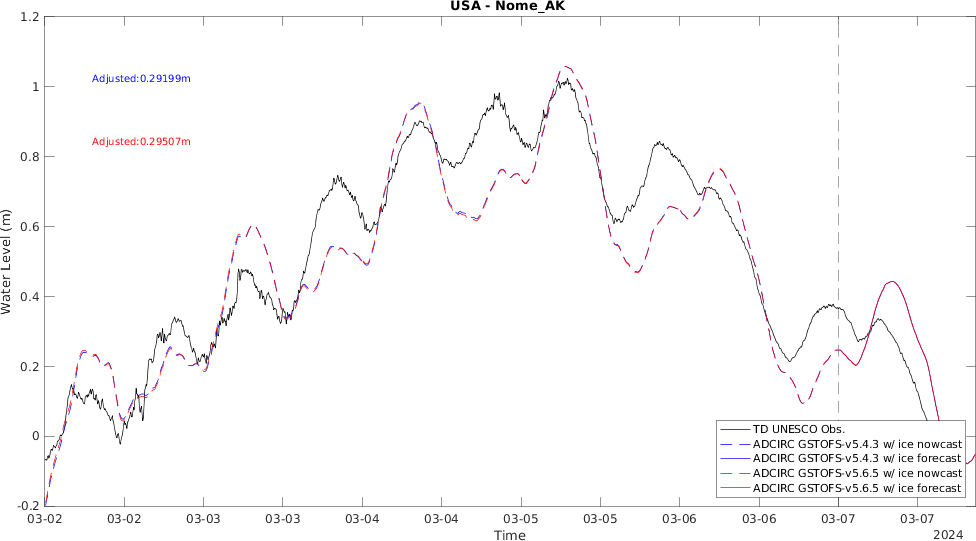 USA - Nome_AK
1.2
1
0.8
0.6
0.4
0.2
0
-0.2
Water Level (m)
Adjusted:0.29199m
Adjusted:0.29507m
TD UNESCO Obs.
ADCIRC GSTOFS-v5.4.3 w/ ice nowcast
ADCIRC GSTOFS-v5.4.3 w/ ice forecast
ADCIRC GSTOFS-v5.6.5 w/ ice nowcast
ADCIRC GSTOFS-v5.6.5 w/ ice forecast
03-02 03-02 03-03 03-03 03-04 03-04 03-05 03-05 03-06 03-06 03-07 03-07
Time
2024